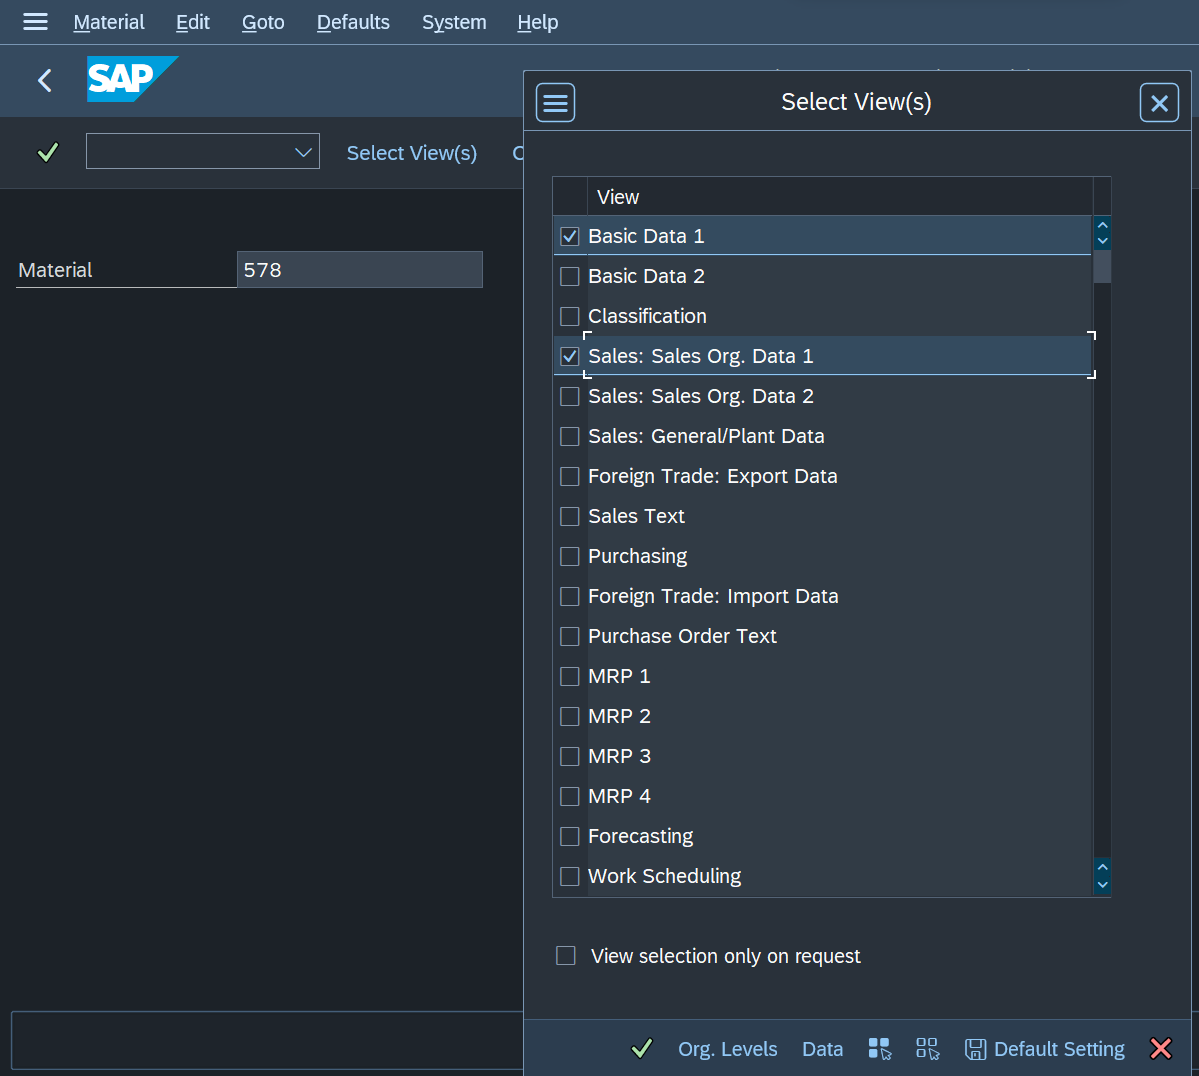 Material Edit Goto Defaults System Help
SAP
Select View(s)
Select View(s)
Material 578
View
Basic Data 1
Basic Data 2
Classification
Sales: Sales Org. Data 1
Sales: Sales Org. Data 2
Sales: General/Plant Data
Foreign Trade: Export Data
Sales Text
Purchasing
Foreign Trade: Import Data
Purchase Order Text
MRP 1
MRP 2
MRP 3
MRP 4
Forecasting
Work Scheduling
View selection only on request
Org. Levels Data Default Setting